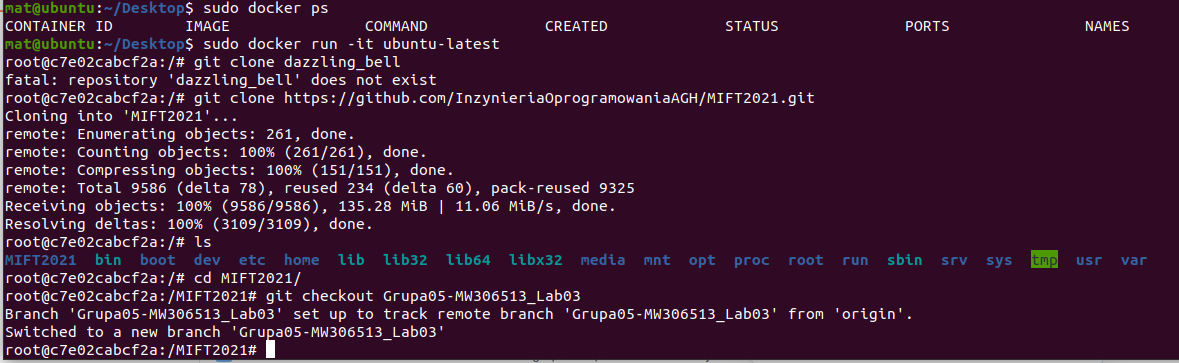 mat@ubuntu:~/Desktop$ sudo docker ps
CONTAINER ID IMAGE COMMAND CREATED STATUS PORTS NAMES
mat@ubuntu:~/Desktop$ sudo docker run -it ubuntu-latest
root@c7e02cabcf2a:/# git clone dazzling_bell
fatal: repository 'dazzling_bell' does not exist
root@c7e02cabcf2a:/# git clone https://github.com/InzynieriaOprogramowaniaAGH/MIFT2021.git
Cloning into 'MIFT2021'...
remote: Enumerating objects: 261, done.
remote: Counting objects: 100% (261/261), done.
remote: Compressing objects: 100% (151/151), done.
remote: Total 9586 (delta 78), reused 234 (delta 60), pack-reused 9325
Receiving objects: 100% (9586/9586), 135.28 MiB | 11.06 MiB/s, done.
Resolving deltas: 100% (3109/3109), done.
root@c7e02cabcf2a:/# ls
MIFT2021 bin boot dev etc home lib lib32 lib64 libx32 media mnt opt proc root run sbin srv sys tmp usr var
root@c7e02cabcf2a:/# cd MIFT2021/
root@c7e02cabcf2a:/MIFT2021# git checkout Grupa05-MW306513_Lab03
Branch 'Grupa05-MW306513_Lab03' set up to track remote branch 'Grupa05-MW306513_Lab03' from 'origin'.
Switched to a new branch 'Grupa05-MW306513_Lab03'
root@c7e02cabcf2a:/MIFT2021#